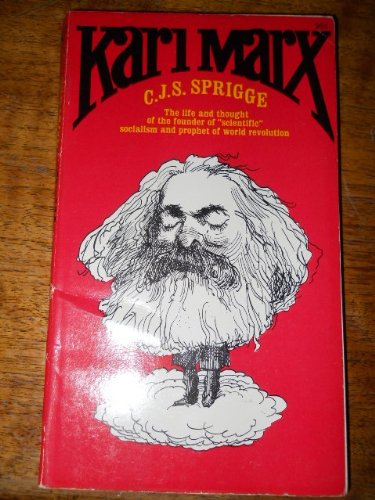 Karl Marx
C.J.S. SPRIGGE
The life and thought
of the founder of "scientific"
socialism and prophet of world revolution